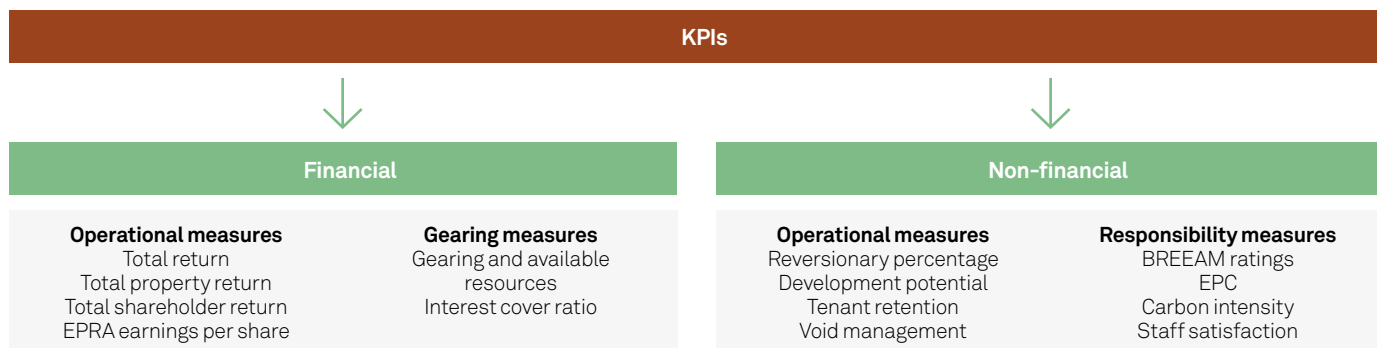 KPIs
Financial
Operational measures
Total return
Total property return
Total shareholder return
EPRA earnings per share
Gearing measures
Gearing and available
resources
Interest cover ratio
Non-financial
Operational measures
Reversionary percentage
Development potential
Tenant retention
Void management
Responsibility measures
BREEAM ratings
EPC
Carbon intensity
Staff satisfaction